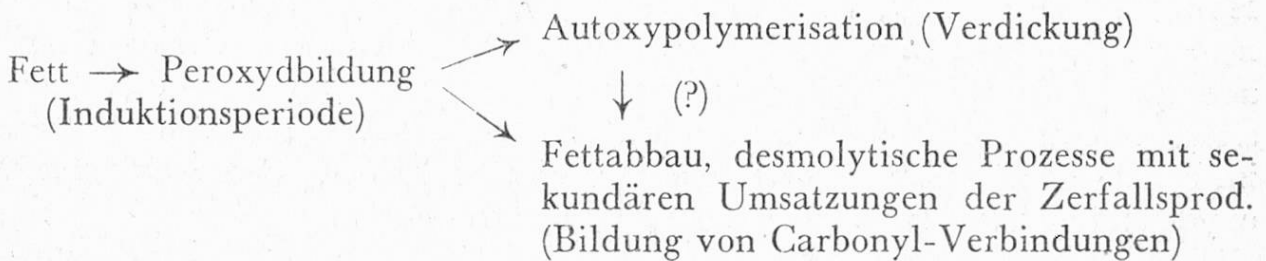 Autoxypolymerisation (Verdickung)
Fett → Peroxydbildung
(Induktionsperiode)
↓ (?)
Fettabbau, desmolytische Prozesse mit se-
kundären Umsatzungen der Zerfallsprod.
(Bildung von Carbonyl-Verbindungen)